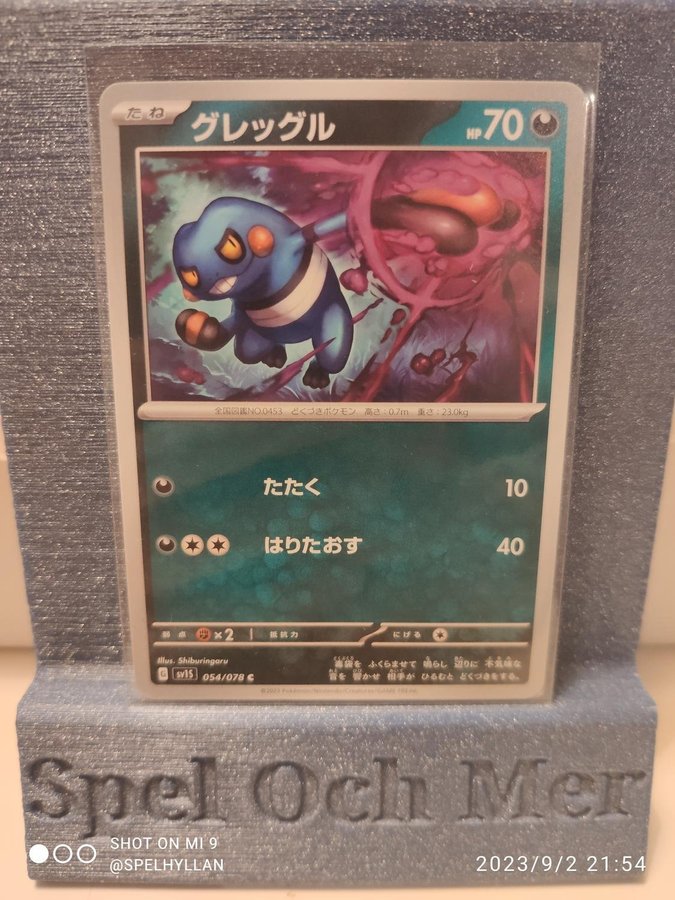 たね グレッグル HP 70
全国図鑑NO.0453 どくづきポケモン 高さ：0.7m 重さ：23.0kg
たたく 10
はりたおす 40
弱点 ×2 抵抗力 にげる
Illus. Shiburingaru
G sv1S 054/078 C
毒袋を ふくらませて 鳴らし 辺りに 不気味な
音を 響かせ 相手が ひるむと どくづきをする。
©2023 Pokémon/Nintendo/Creatures/GAME FREAK
Spel Och Mer
SHOT ON MI 9
@SPELHYLLAN
2023/9/2 21:54